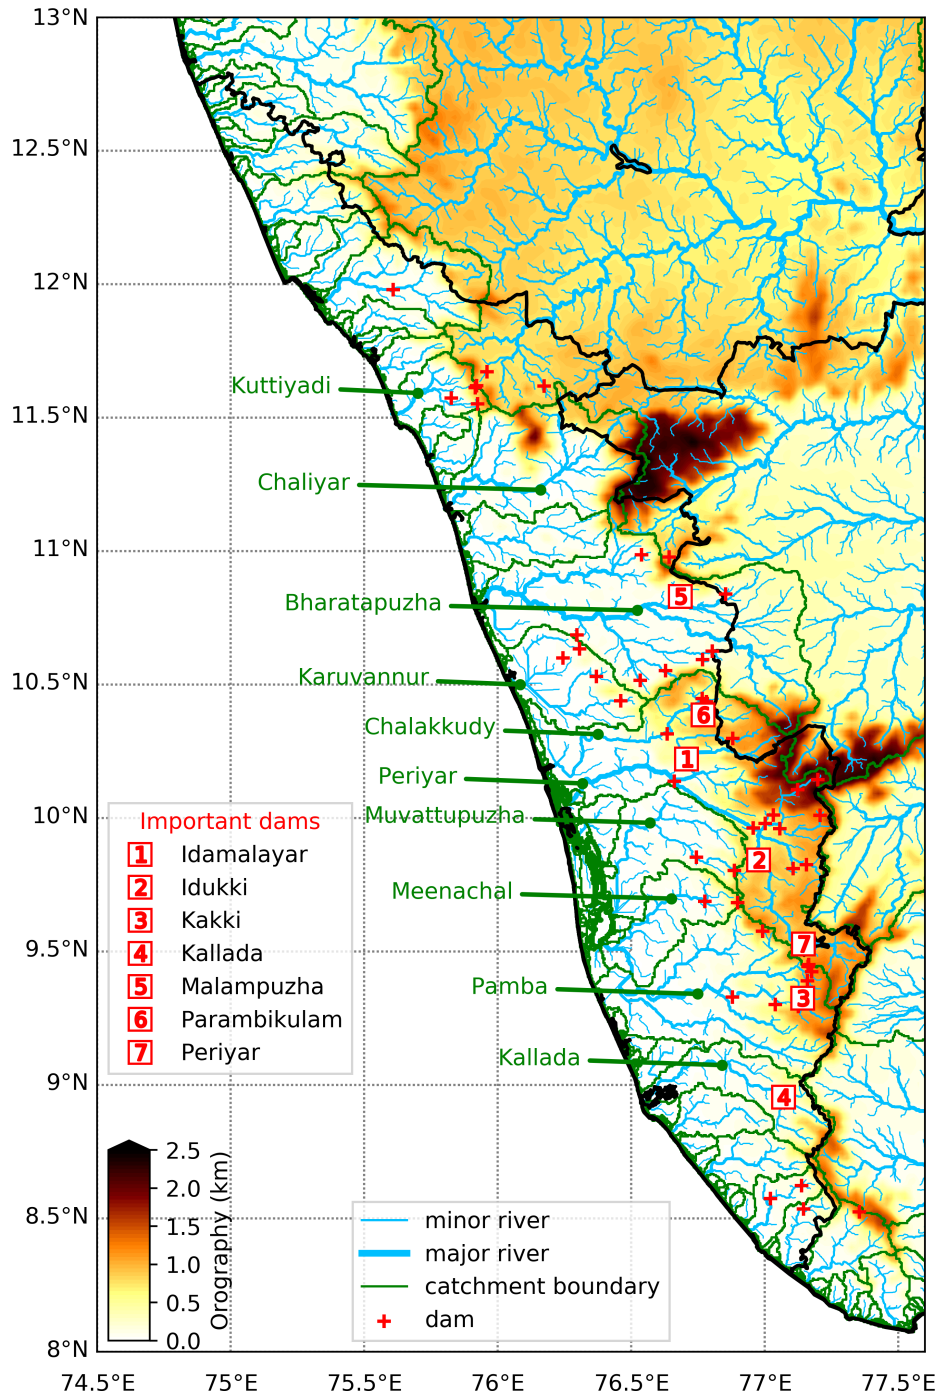 13°N
12.5°N
12°N
11.5°N
11°N
10.5°N
10°N
9.5°N
9°N
8.5°N
8°N
Kuttiyadi
Chaliyar
Bharatapuzha
Karuvannur
Chalakkudy
Periyar
Muvattupuzha
Meenachal
Pamba
Kallada
5
6
1
2
7
3
4
Important dams
1 Idamalayar
2 Idukki
3 Kakki
4 Kallada
5 Malampuzha
6 Parambikulam
7 Periyar
2.5
2.0
1.5
1.0
0.5
0.0
Orography (km)
minor river
major river
catchment boundary
dam
74.5°E 75°E 75.5°E 76°E 76.5°E 77°E 77.5°E